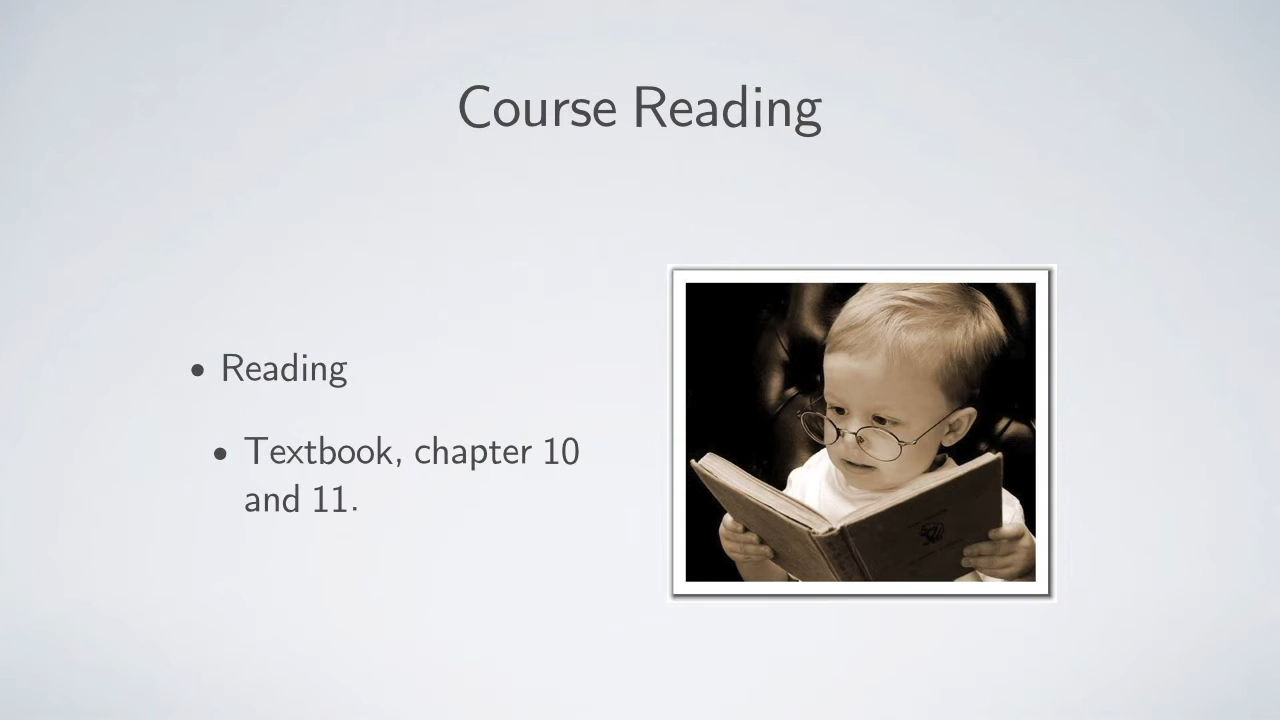 Course Reading
• Reading
• Textbook, chapter 10
and 11.